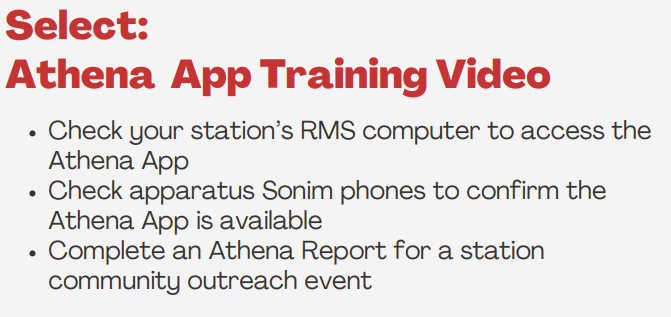 Select:
Athena App Training Video
• Check your station's RMS computer to access the
Athena App
• Check apparatus Sonim phones to confirm the
Athena App is available
• Complete an Athena Report for a station
community outreach event